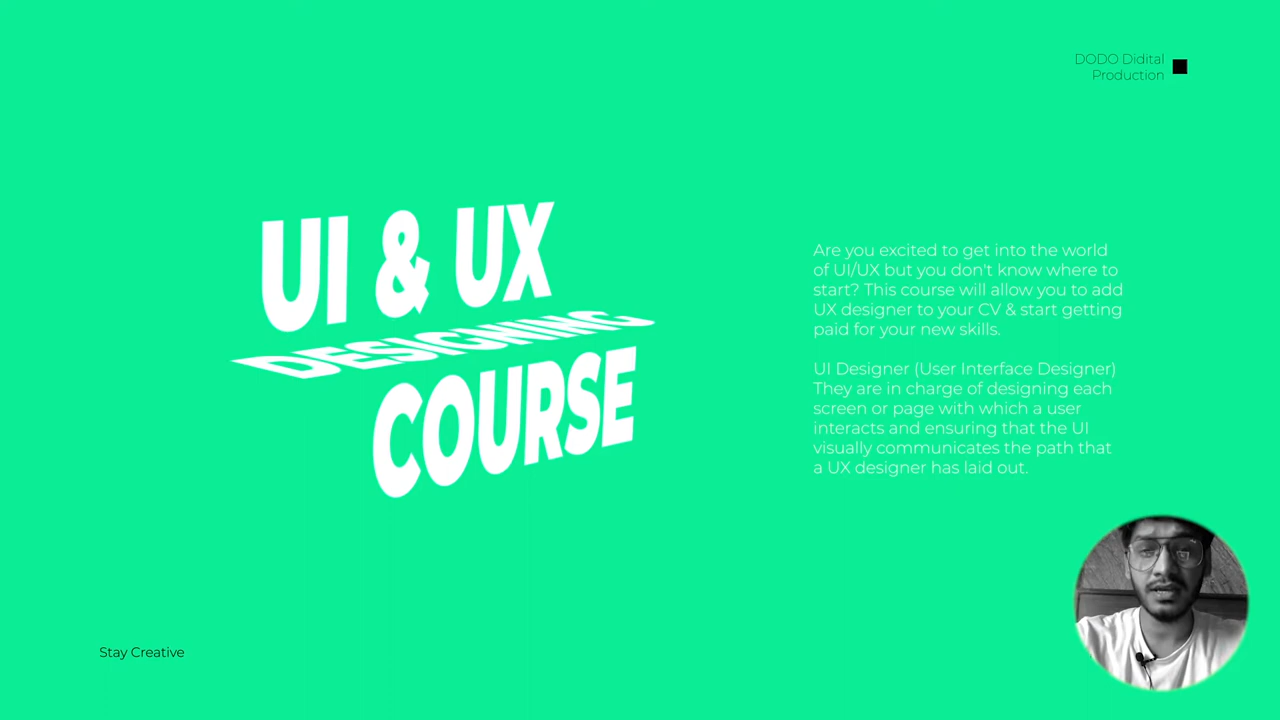 DODO Didital
Production
UI & UX
DESIGNING
COURSE
Are you excited to get into the world
of UI/UX but you don't know where to
start? This course will allow you to add
UX designer to your CV & start getting
paid for your new skills.
UI Designer (User Interface Designer)
They are in charge of designing each
screen or page with which a user
interacts and ensuring that the UI
visually communicates the path that
a UX designer has laid out.
Stay Creative